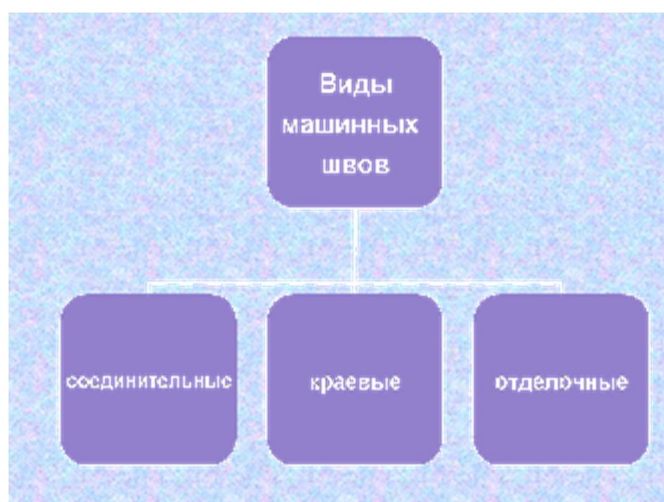 Виды
машинных
швов
соединительные
краевые
отделочные